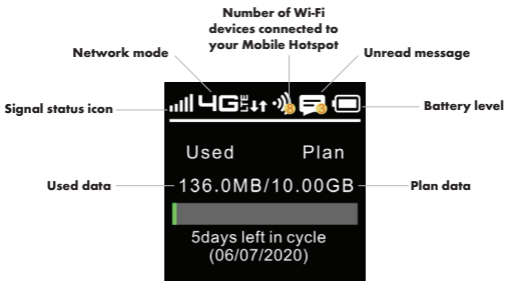 Number of Wi-Fi
devices connected to
your Mobile Hotspot
Network mode
Unread message
Signal status icon
4G LTE
Battery level
Used Plan
Used data
136.0MB/10.00GB
Plan data
5days left in cycle
(06/07/2020)